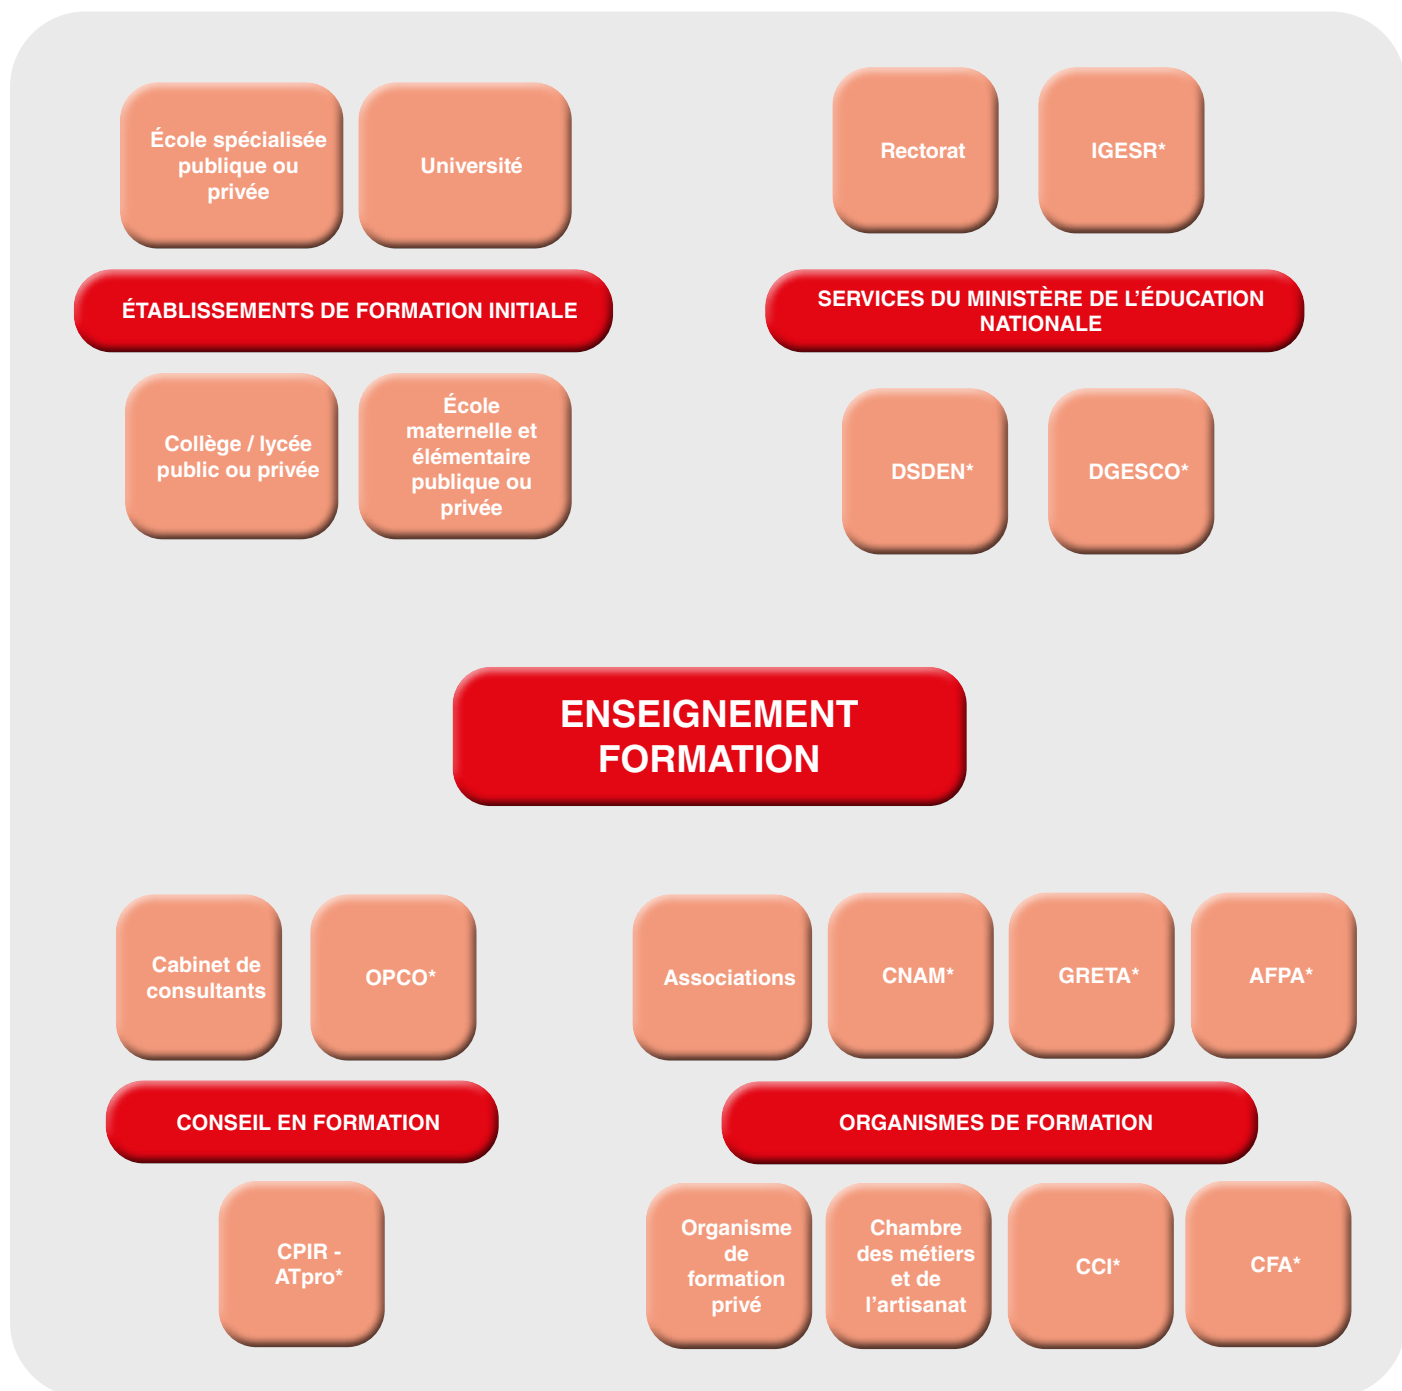 École spécialisée
publique ou
privée
Université
ÉTABLISSEMENTS DE FORMATION INITIALE
Collège / lycée
public ou privée
École
maternelle et
élémentaire
publique ou
privée
Rectorat
IGESR*
SERVICES DU MINISTÈRE DE L’ÉDUCATION
NATIONALE
DSDEN*
DGESCO*
ENSEIGNEMENT
FORMATION
Cabinet de
consultants
OPCO*
CONSEIL EN FORMATION
CPIR -
ATpro*
Associations
CNAM*
GRETA*
AFPA*
ORGANISMES DE FORMATION
Organisme
de
formation
privé
Chambre
des métiers
et de
l’artisanat
CCI*
CFA*